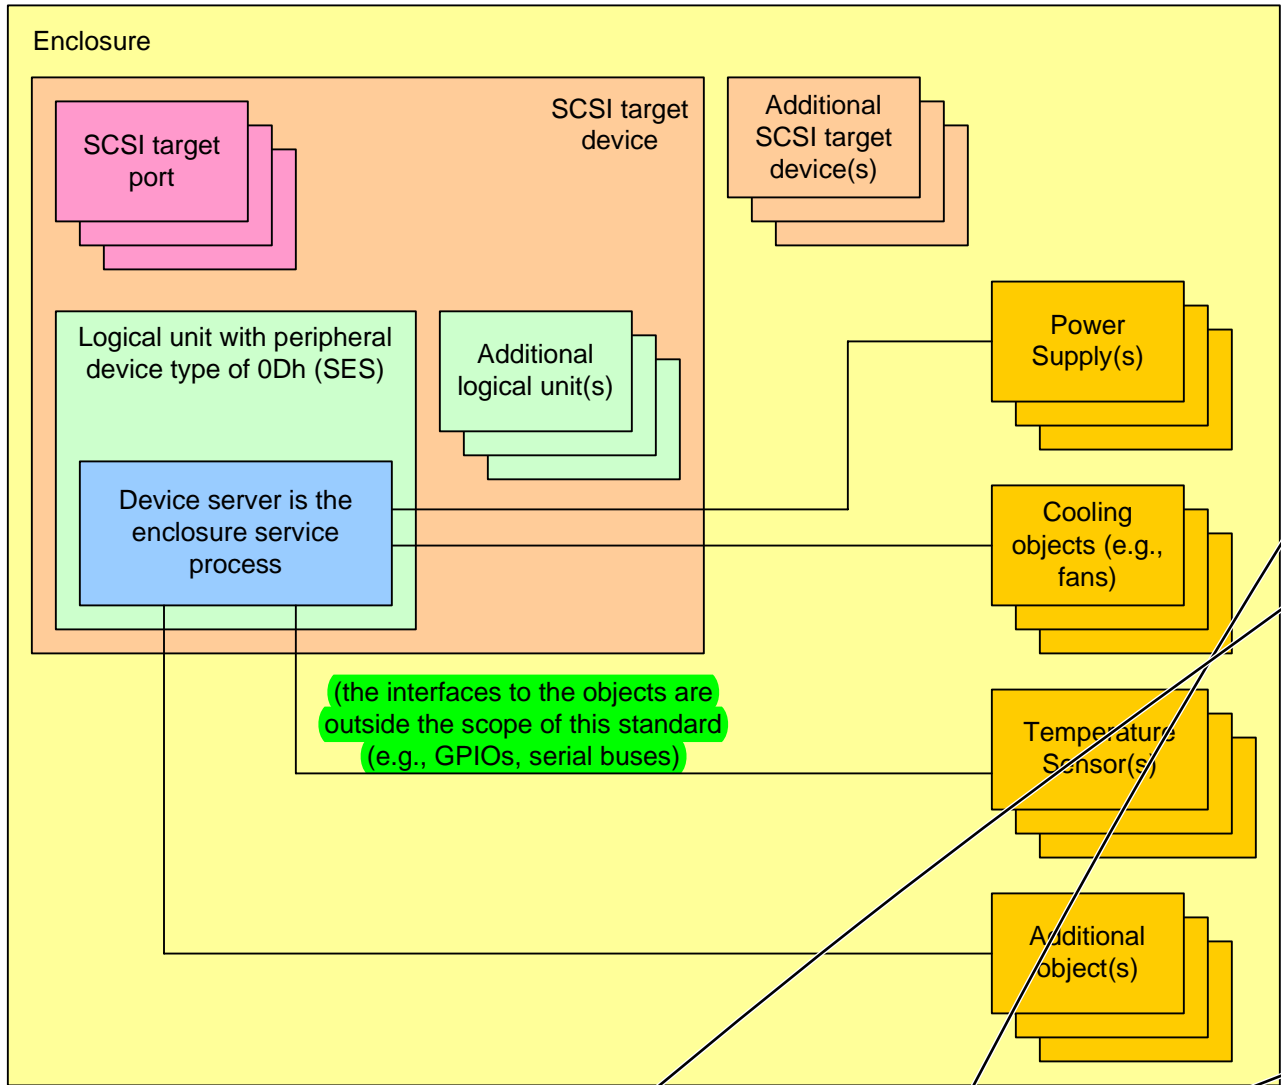 Enclosure
SCSI target
device
SCSI target
port
Additional
SCSI target
device(s)
Logical unit with peripheral
device type of 0Dh (SES)
Additional
logical unit(s)
Power
Supply(s)
Device server is the
enclosure service
process
Cooling
objects (e.g.,
fans)
(the interfaces to the objects are
outside the scope of this standard
(e.g., GPIOs, serial buses)
Temperature
Sensor(s)
Additional
object(s)